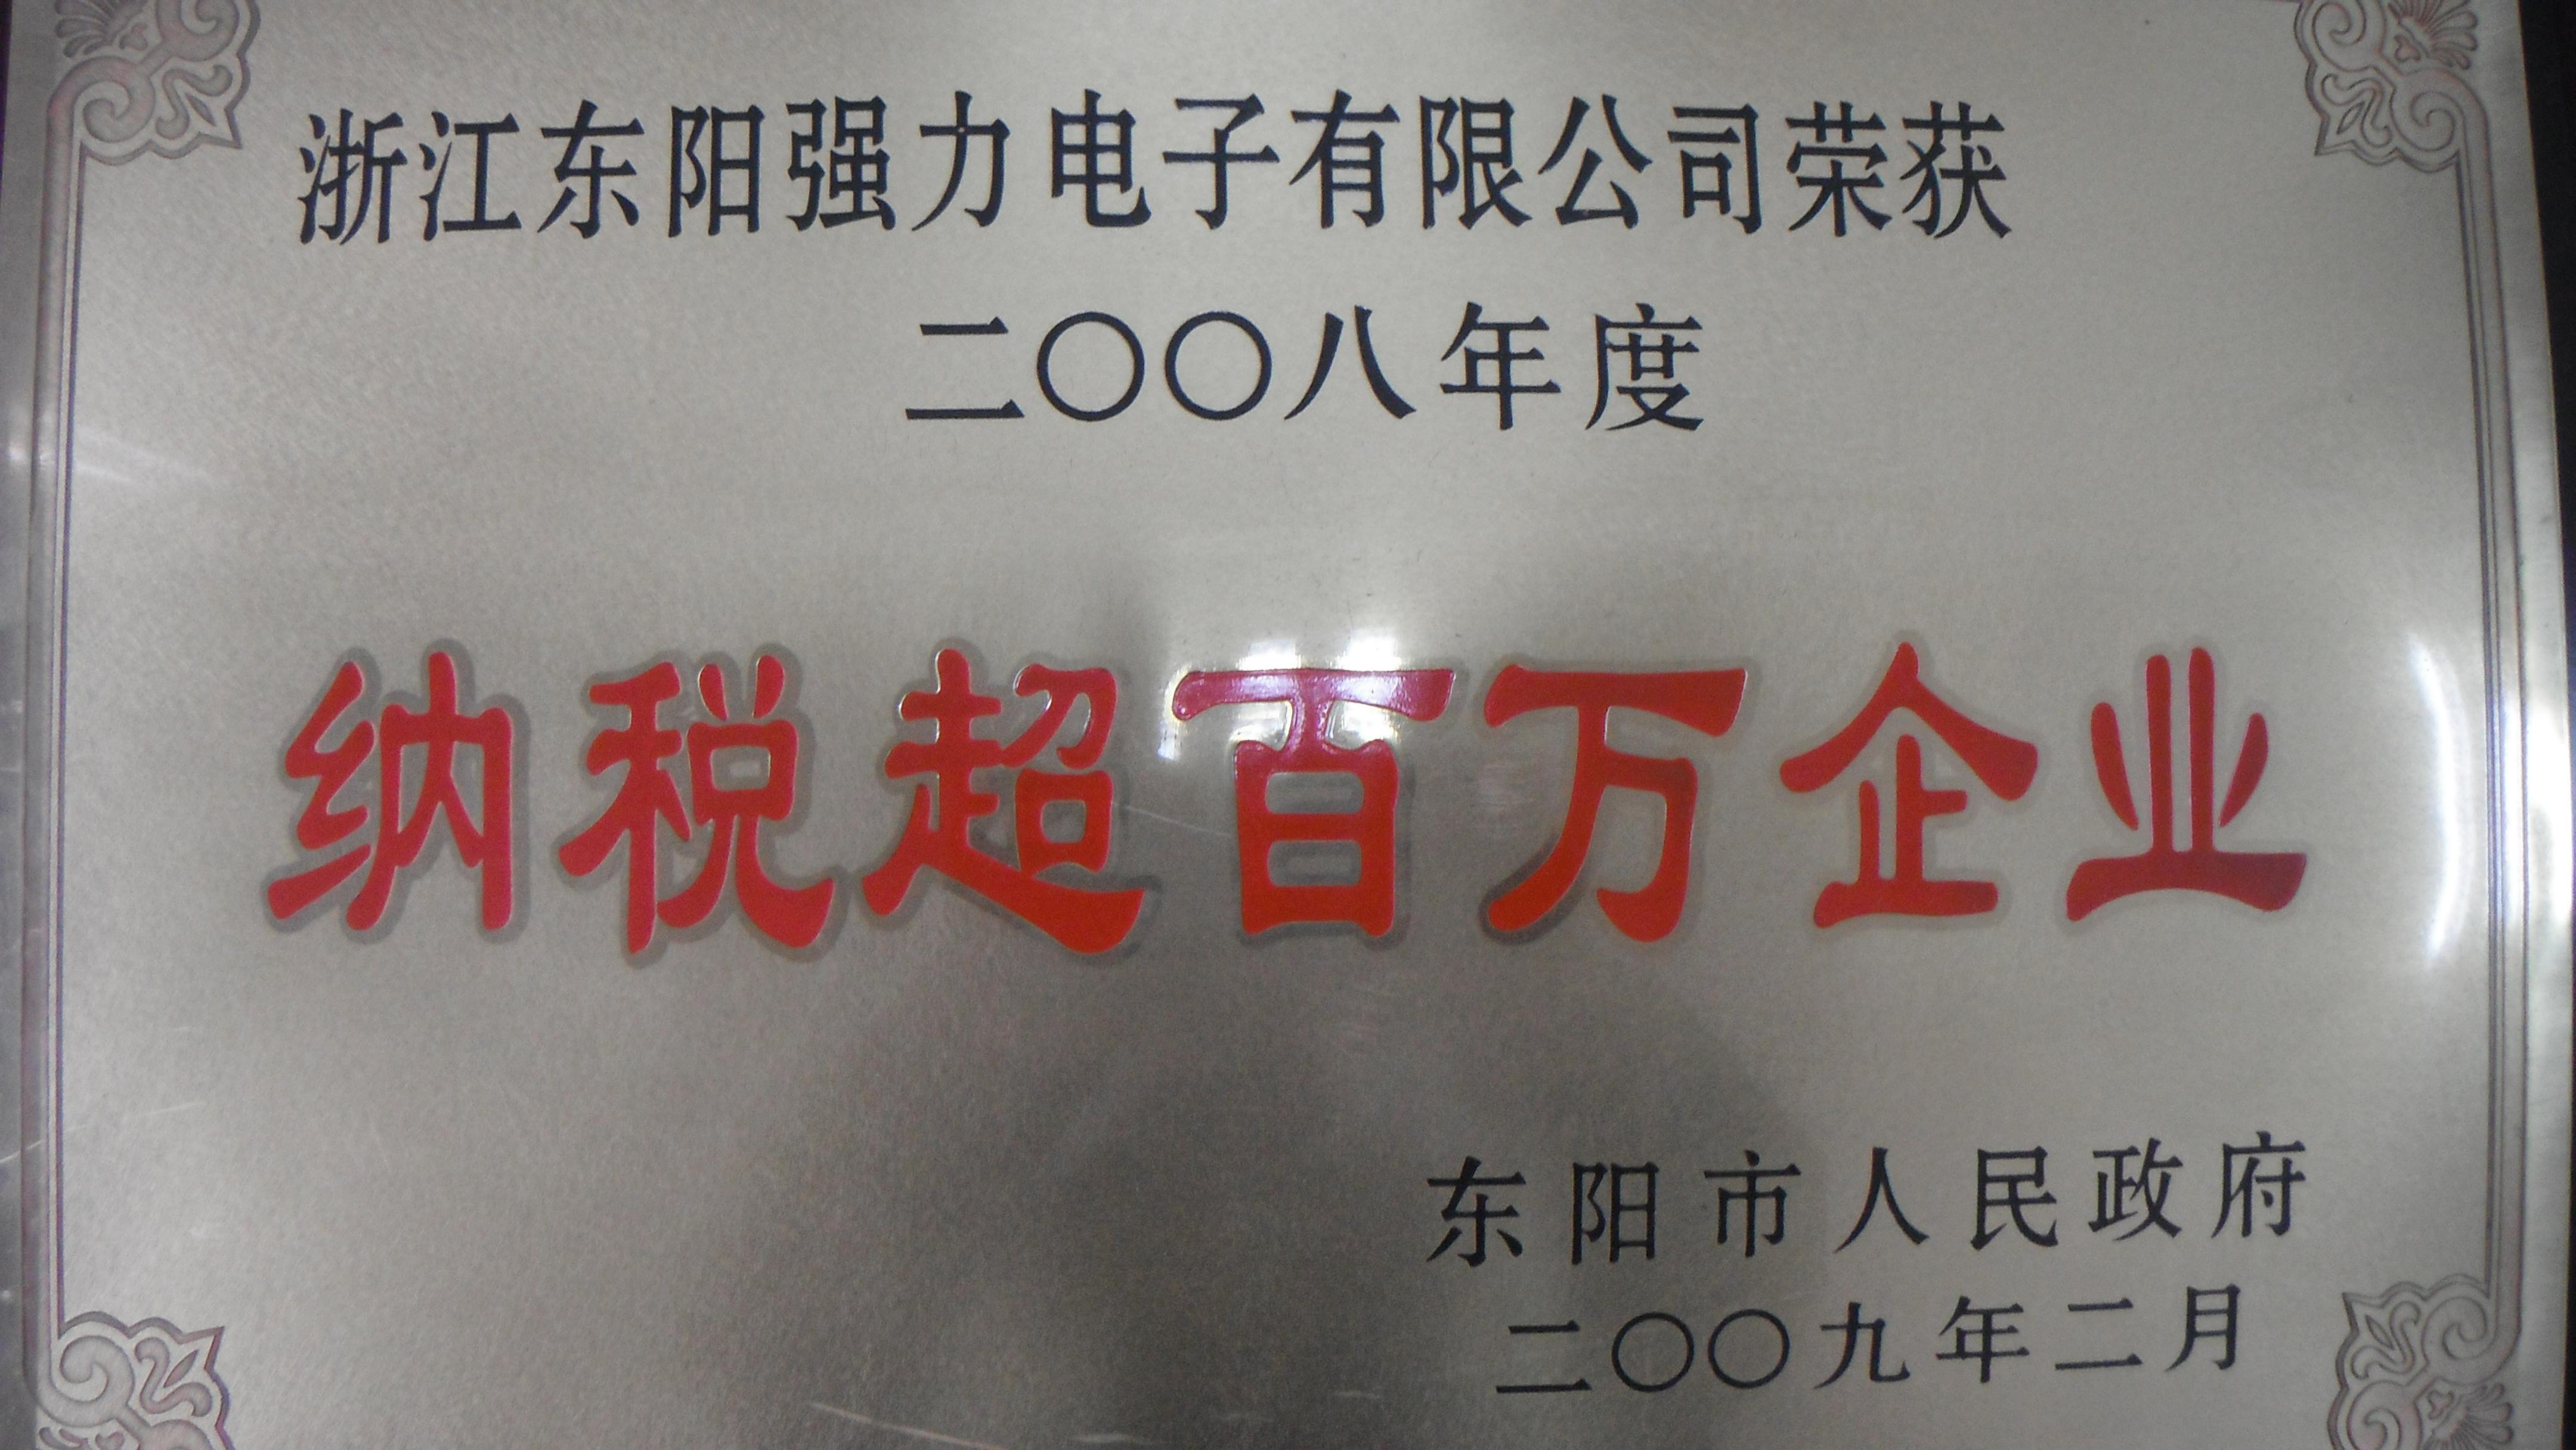 浙江东阳强力电子有限公司荣获
二〇〇八年度
纳税超百万企业
东阳市人民政府
二〇〇九年二月